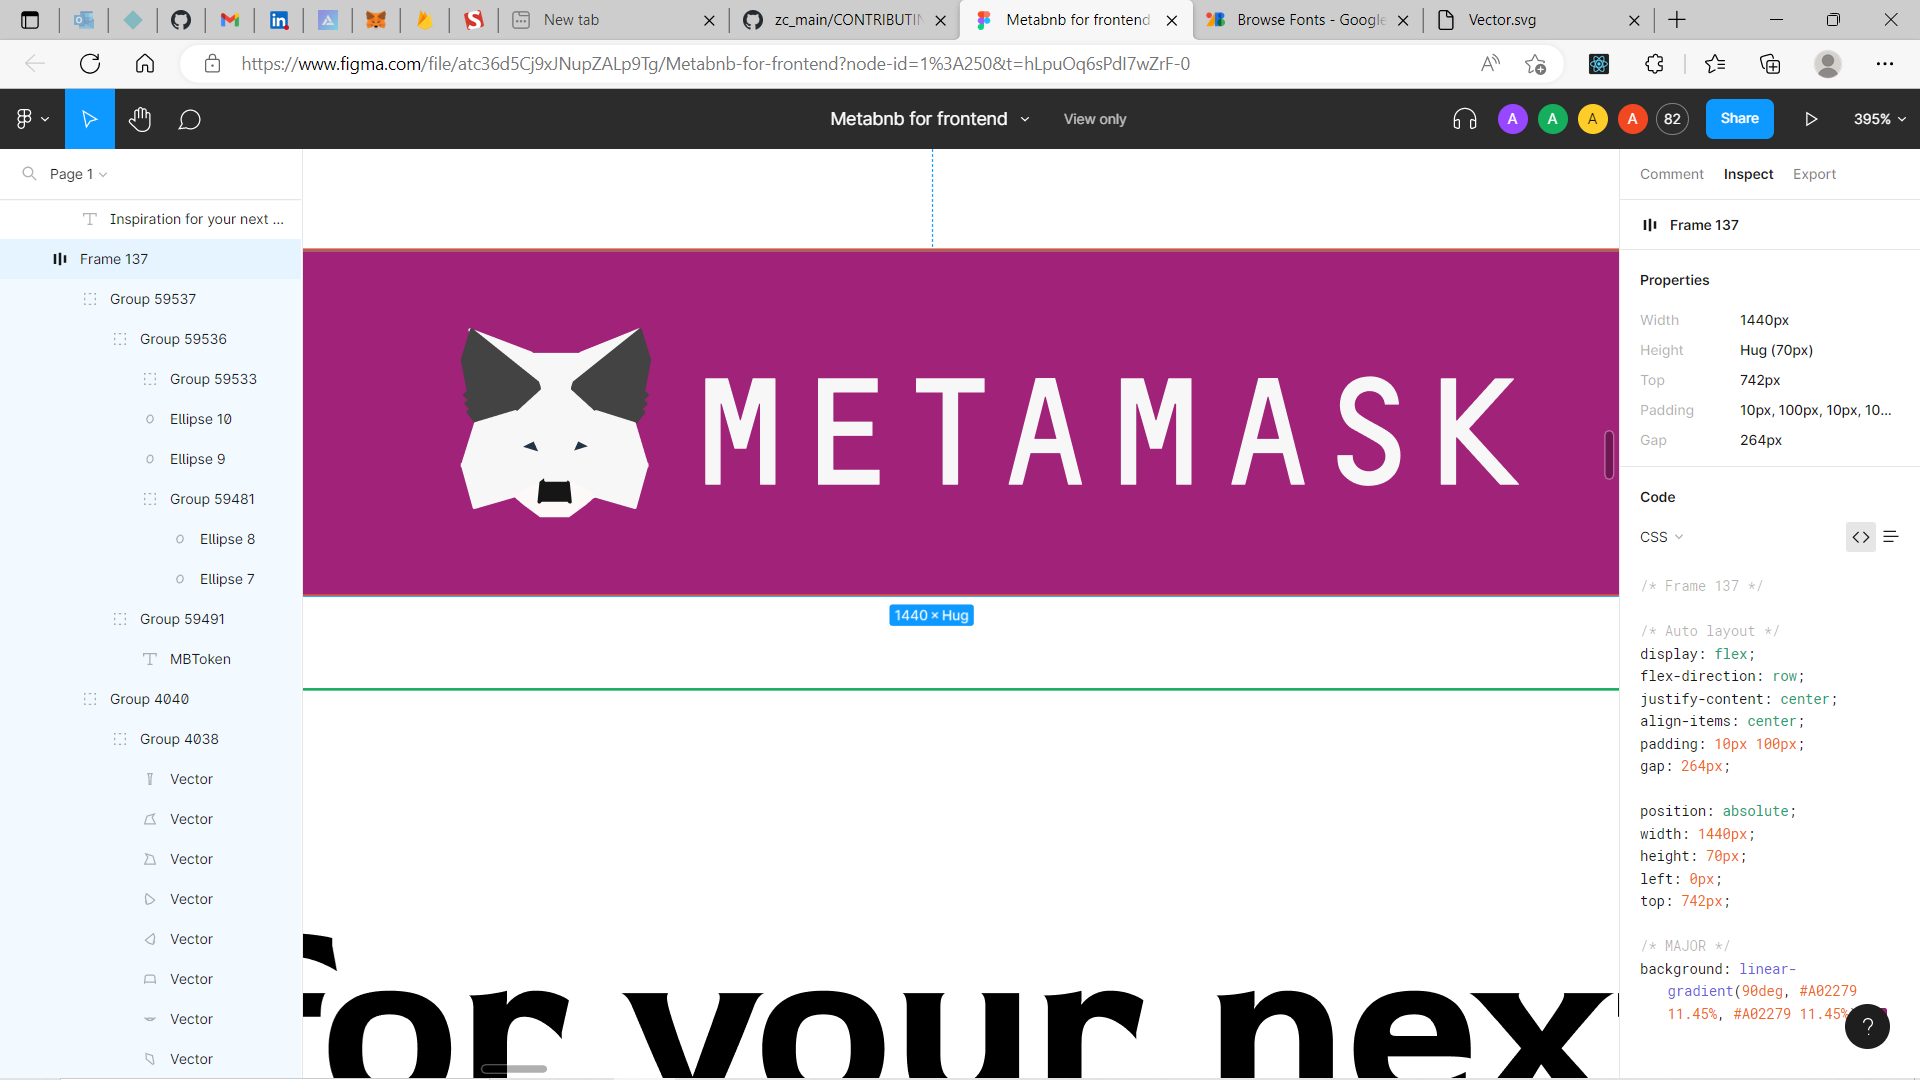 New tab
zc_main/CONTRIBUTIN
Metabnb for frontend
Browse Fonts - Google
Vector.svg
https://www.figma.com/file/atc36d5Cj9xJNupZALp9Tg/Metabnb-for-frontend?node-id=1%3A250&t=hLpuOq6sPdI7wZrF-0
Metabnb for frontend
View only
A
A
A
A
82
Share
395%
Page 1
Inspiration for your next ...
Frame 137
Group 59537
Group 59536
Group 59533
Ellipse 10
Ellipse 9
Group 59481
Ellipse 8
Ellipse 7
Group 59491
MBToken
Group 4040
Group 4038
Vector
Vector
Vector
Vector
Vector
Vector
Vector
Vector
METAMASK
1440 × Hug
for your nex
Comment Inspect Export
Frame 137
Properties
Width 1440px
Height Hug (70px)
Top 742px
Padding 10px, 100px, 10px, 10...
Gap 264px
Code
CSS
/* Frame 137 */
/* Auto layout */
display: flex;
flex-direction: row;
justify-content: center;
align-items: center;
padding: 10px 100px;
gap: 264px;
position: absolute;
width: 1440px;
height: 70px;
left: 0px;
top: 742px;
/* MAJOR */
background: linear-
gradient(90deg, #A02279
11.45%, #A02279 11.45%
?